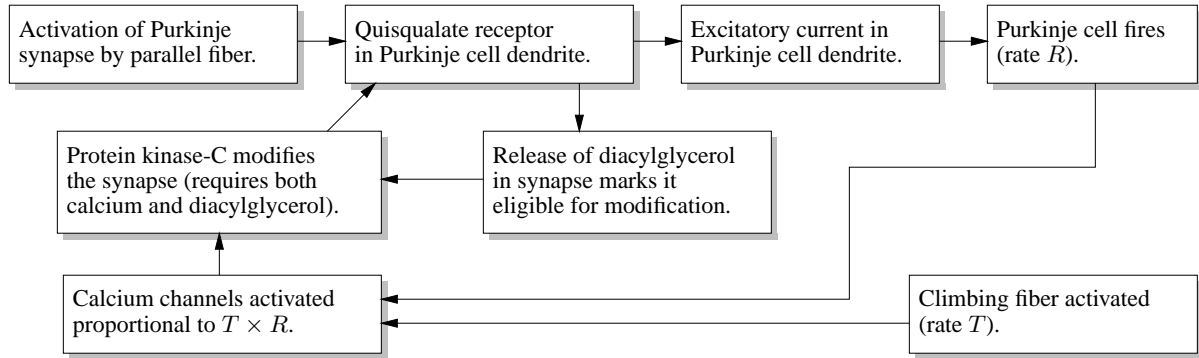 Activation of Purkinje
synapse by parallel fiber.
Quisqualate receptor
in Purkinje cell dendrite.
Excitatory current in
Purkinje cell dendrite.
Purkinje cell fires
(rate R).
Protein kinase-C modifies
the synapse (requires both
calcium and diacylglycerol).
Release of diacylglycerol
in synapse marks it
eligible for modification.
Calcium channels activated
proportional to T × R.
Climbing fiber activated
(rate T).